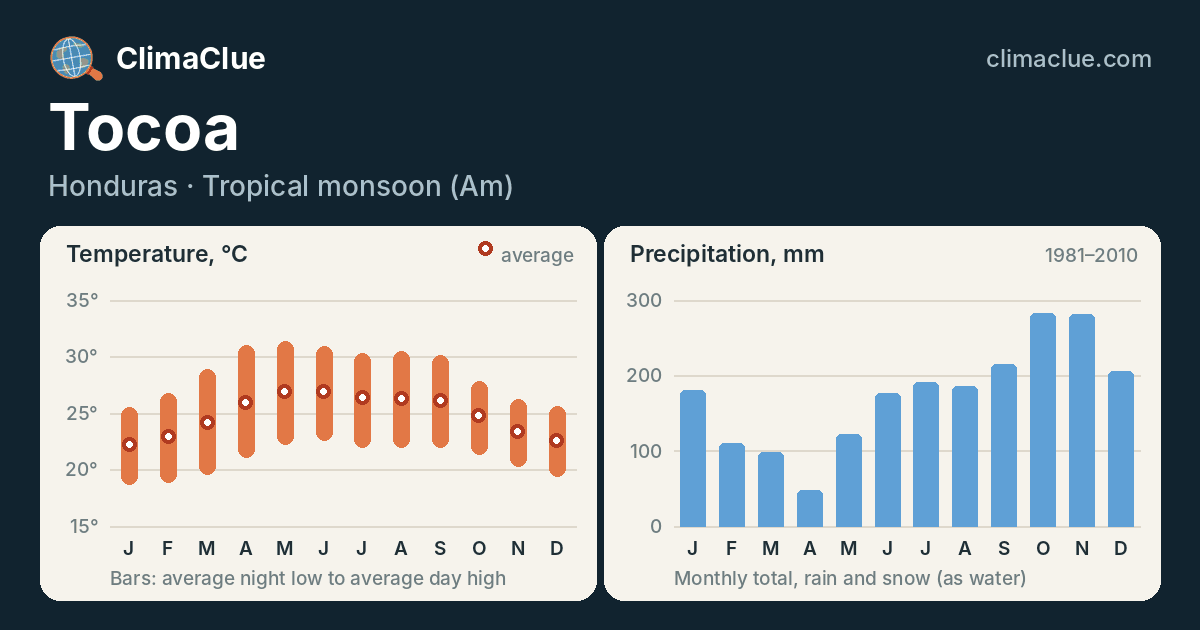 ClimaClue
climaclue.com
Tocoa
Honduras · Tropical monsoon (Am)
Temperature, °C
average
35°
30°
25°
20°
15°
J F M A M J J A S O N D
Bars: average night low to average day high
Precipitation, mm
1981–2010
300
200
100
0
J F M A M J J A S O N D
Monthly total, rain and snow (as water)